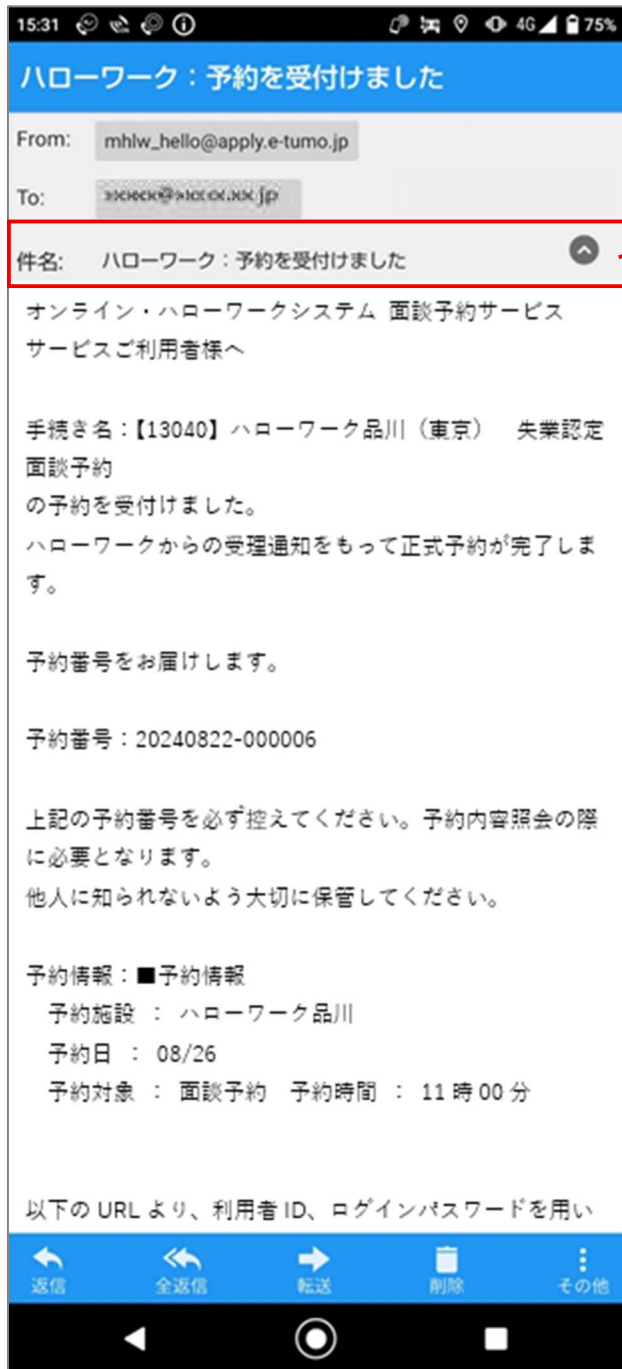 15:31 4G 75%
ハローワーク：予約を受付けました
From: mhlw_hello@apply.e-tumo.jp
To:
件名: ハローワーク：予約を受付けました
オンライン・ハローワークシステム 面談予約サービス
サービスご利用者様へ
手続き名：【13040】ハローワーク品川（東京）　失業認定
面談予約
の予約を受付けました。
ハローワークからの受理通知をもって正式予約が完了しま
す。
予約番号をお届けします。
予約番号：20240822-000006
上記の予約番号を必ず控えてください。予約内容照会の際
に必要となります。
他人に知られないよう大切に保管してください。
予約情報：■予約情報
予約施設 ： ハローワーク品川
予約日 ： 08/26
予約対象 ： 面談予約　予約時間 ： 11時00分
以下の URL より、利用者 ID、ログインパスワードを用い
返信 全返信 転送 削除 その他